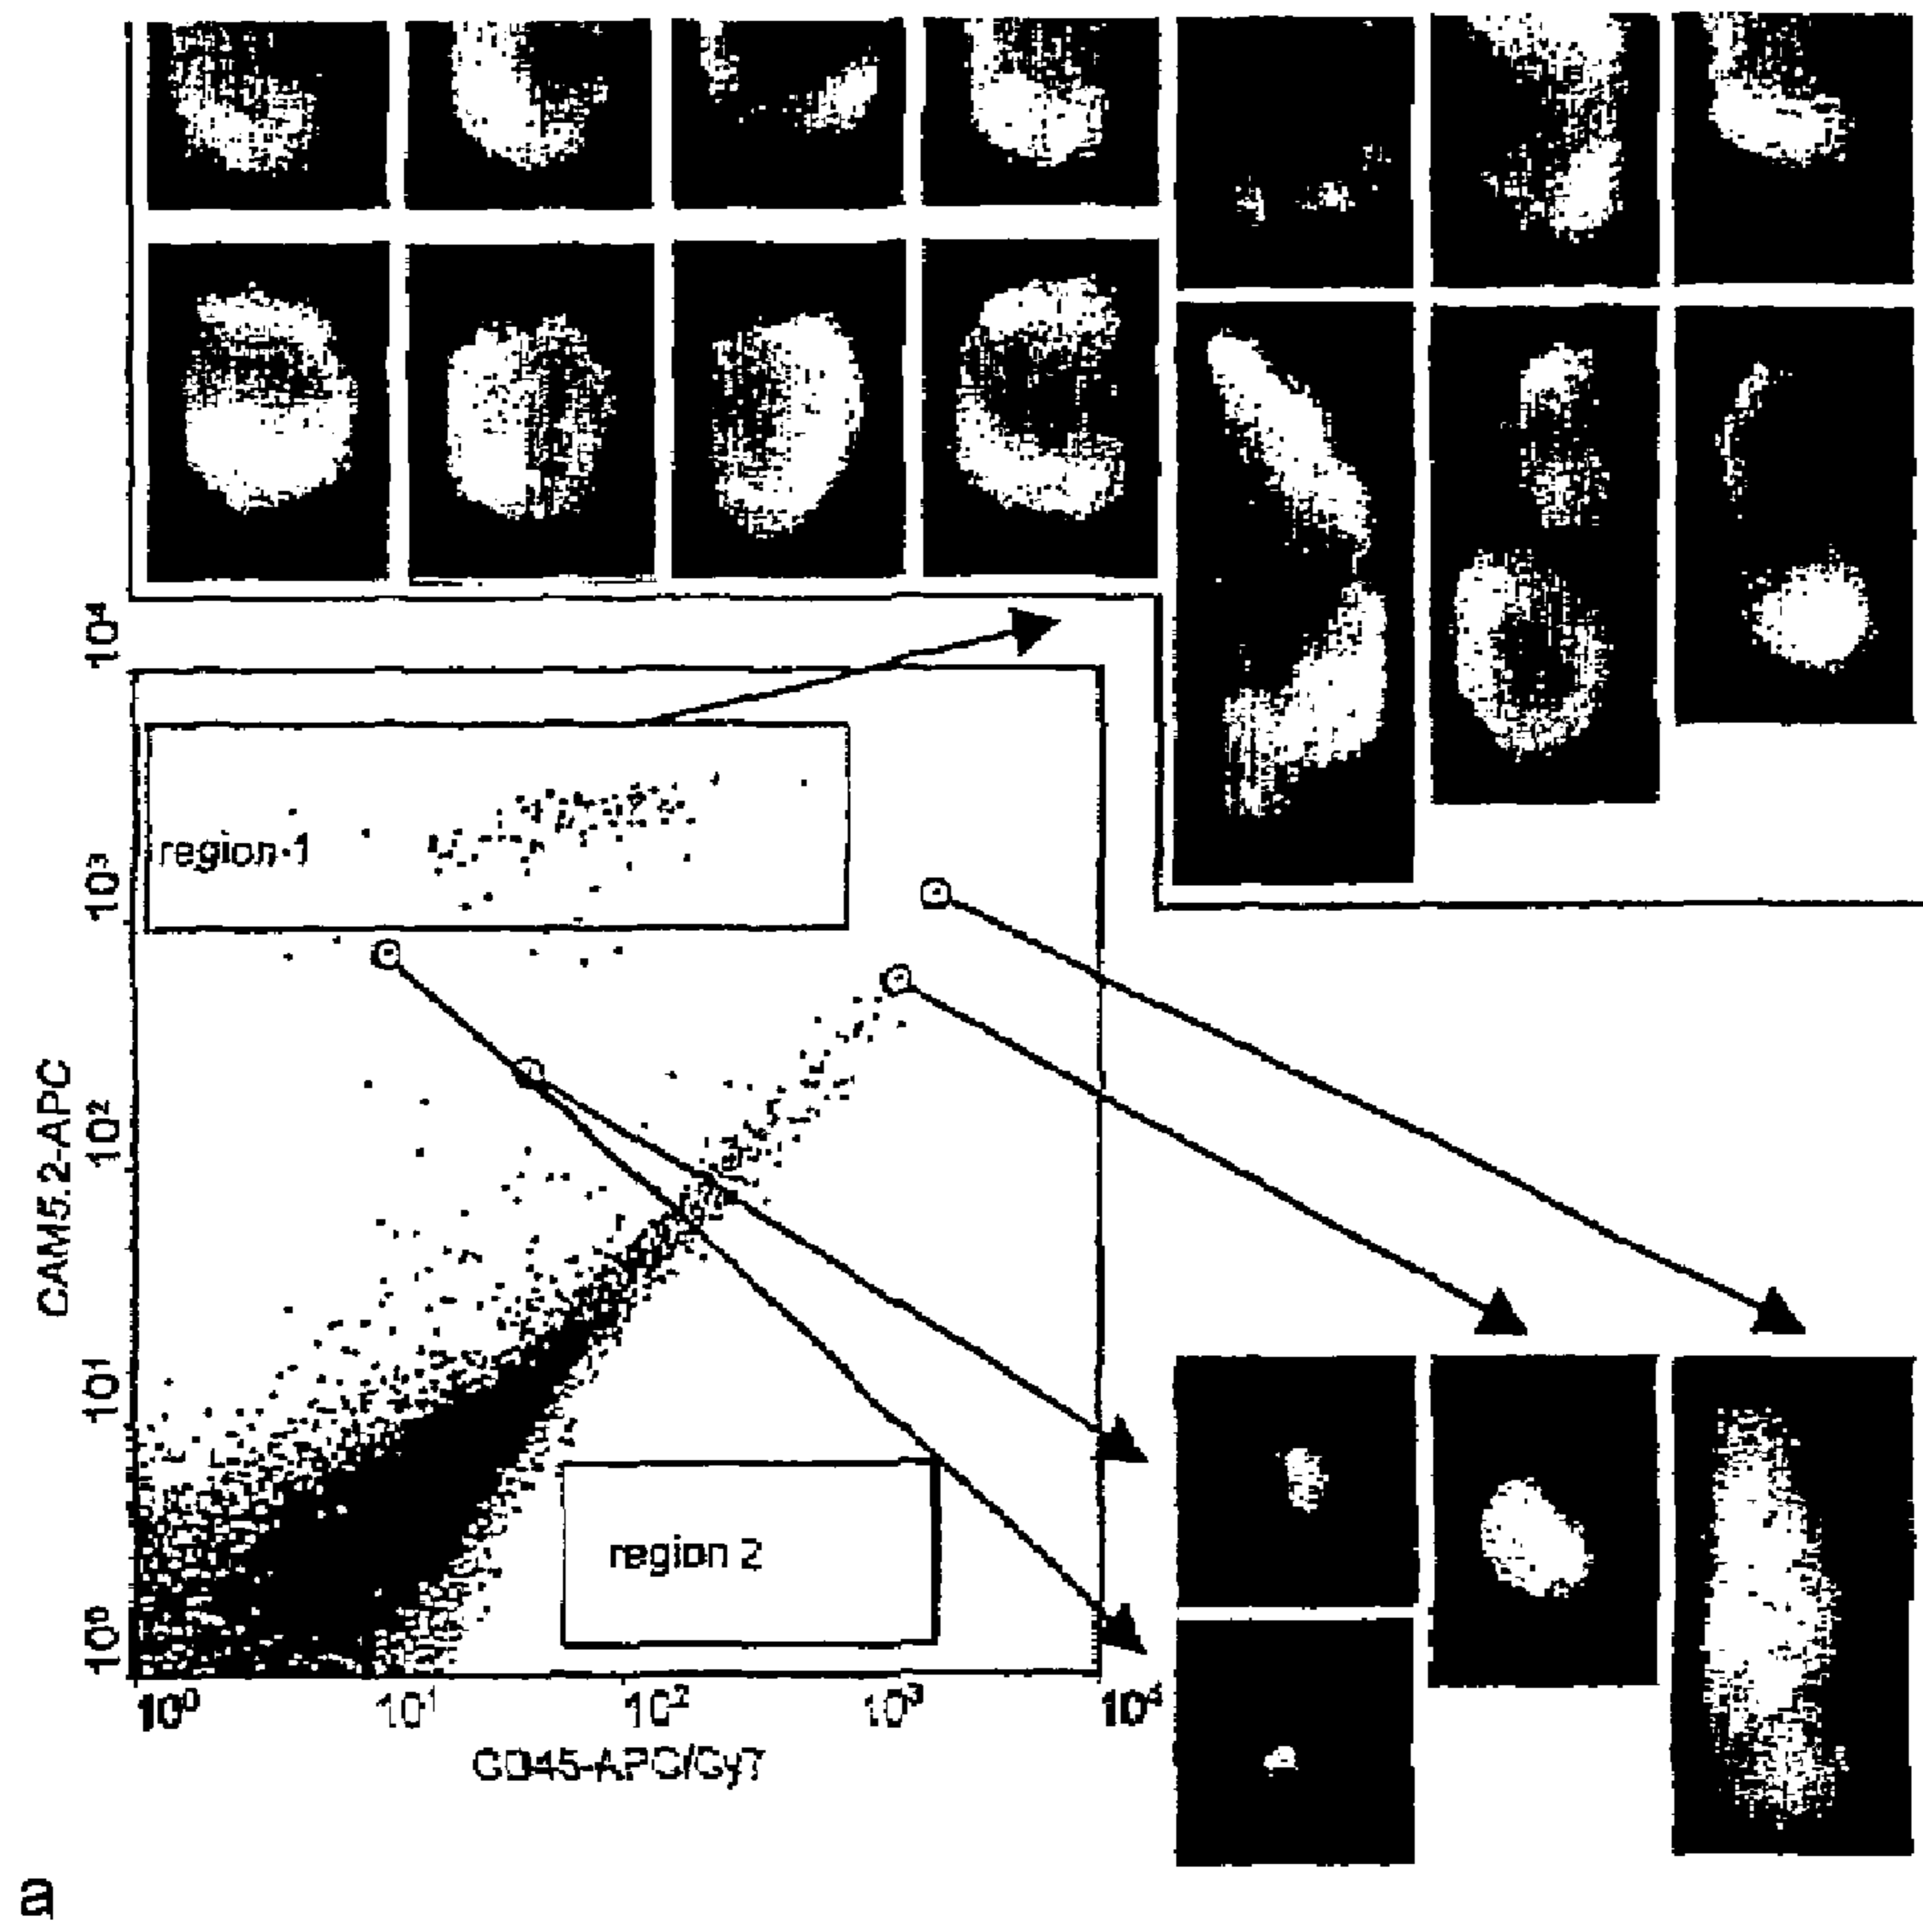 10⁴
region 1
10³
CAM5.2-APC
10²
10¹
region 2
10⁰
10⁰ 10¹ 10² 10³ 10⁴
CD45-APC/Cy7
a